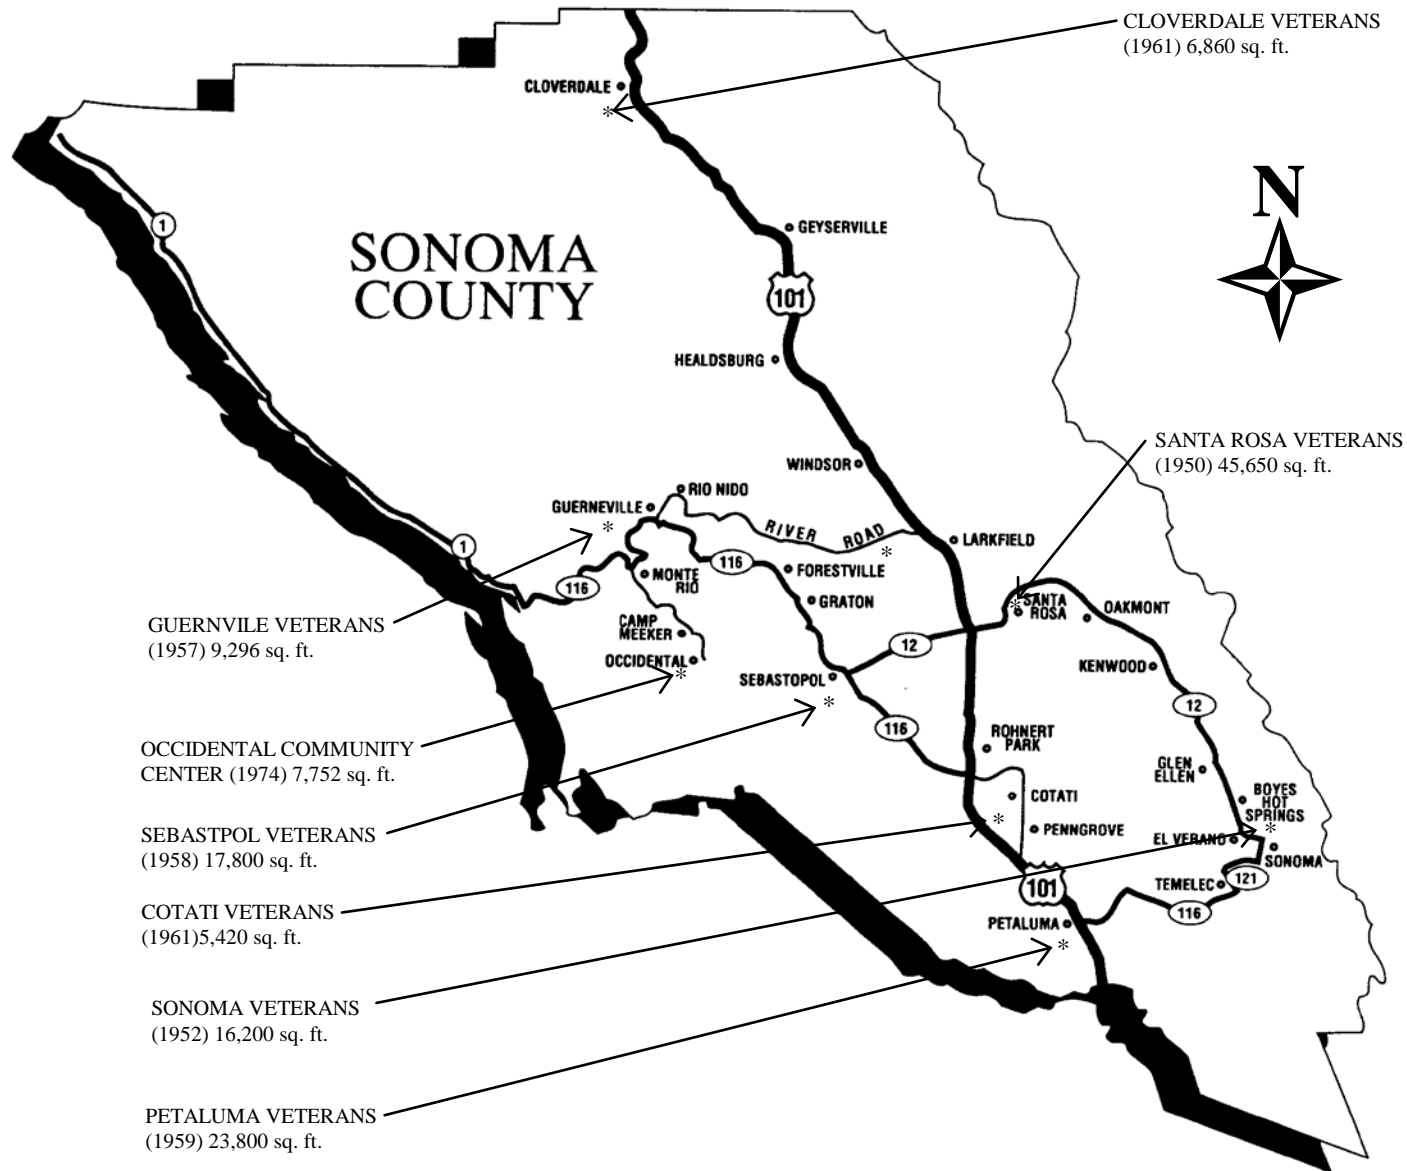 CLOVERDALE VETERANS
(1961) 6,860 sq. ft.
CLOVERDALE
*
N
1
GEYSERVILLE
SONOMA
COUNTY
101
HEALDSBURG
SANTA ROSA VETERANS
(1950) 45,650 sq. ft.
WINDSOR
RIO NIDO
GUERNEVILLE
*
RIVER ROAD
*
LARKFIELD
1
116
MONTE
RIO
116
FORESTVILLE
GRATON
*
SANTA
ROSA
OAKMONT
GUERNVILE VETERANS
(1957) 9,296 sq. ft.
CAMP
MEEKER
OCCIDENTAL
*
12
KENWOOD
SEBASTOPOL
*
12
116
ROHNERT
PARK
OCCIDENTAL COMMUNITY
CENTER (1974) 7,752 sq. ft.
GLEN
ELLEN
COTATI
*
BOYES
HOT
SPRINGS
*
PENNGROVE
EL VERANO
SONOMA
SEBASTPOL VETERANS
(1958) 17,800 sq. ft.
101
TEMELEC
121
116
COTATI VETERANS
(1961)5,420 sq. ft.
PETALUMA
*
SONOMA VETERANS
(1952) 16,200 sq. ft.
PETALUMA VETERANS
(1959) 23,800 sq. ft.